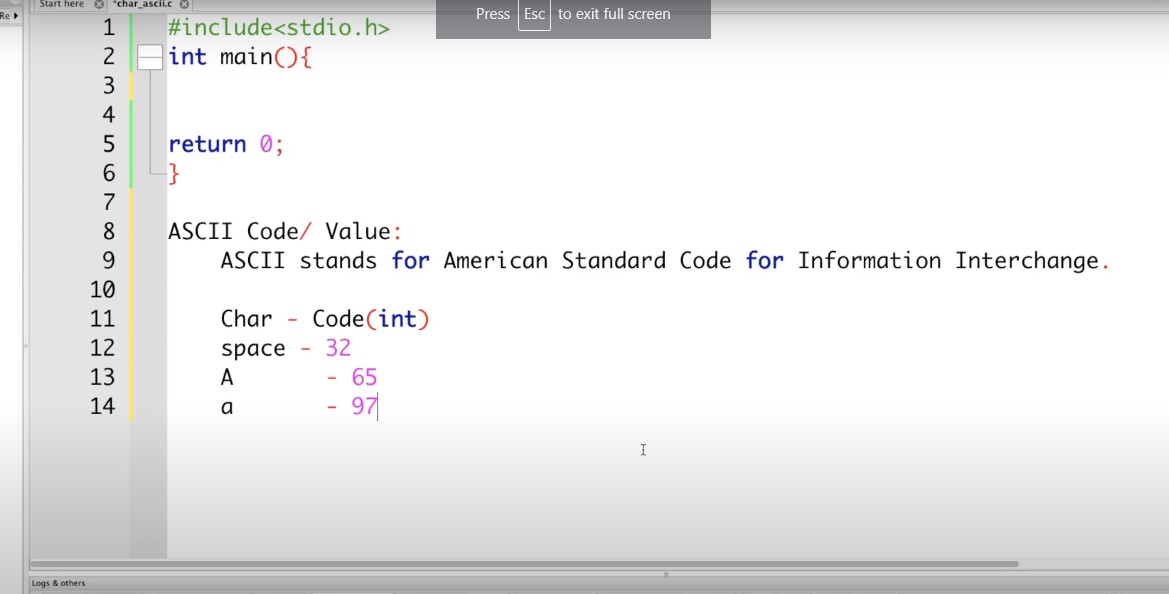 Start here
*char_ascii.c
Re
Press Esc to exit full screen
1 #include<stdio.h>
2 int main(){
3
4
5 return 0;
6 }
7
8 ASCII Code/ Value:
9 ASCII stands for American Standard Code for Information Interchange.
10
11 Char - Code(int)
12 space - 32
13 A - 65
14 a - 97
Logs & others